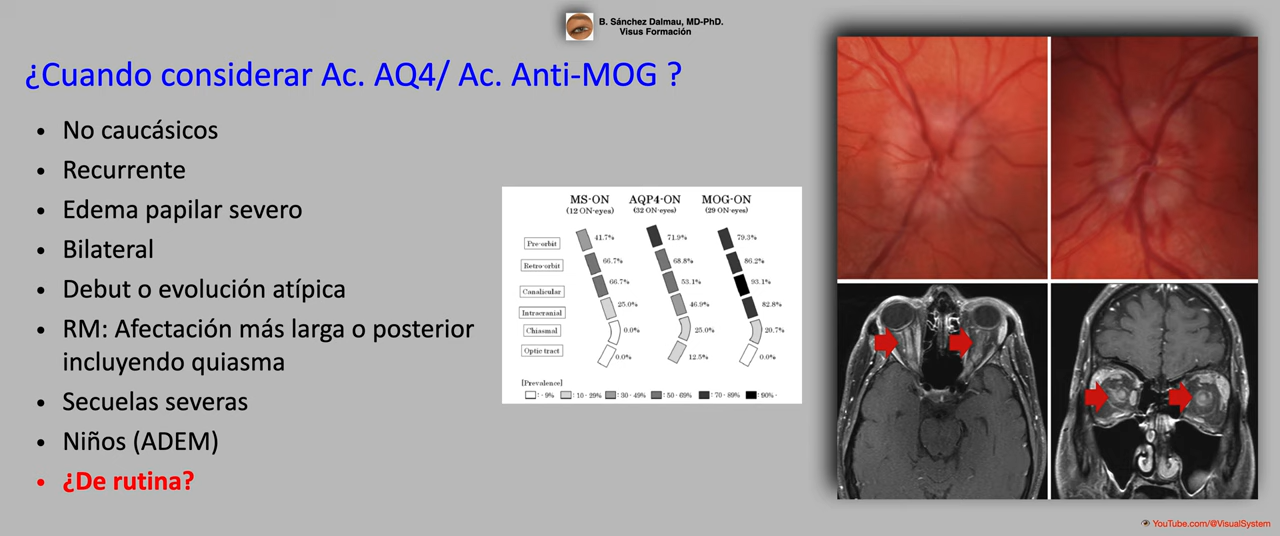 B. Sánchez Dalmau, MD-PhD.
Visus Formación
¿Cuando considerar Ac. AQ4/ Ac. Anti-MOG ?
• No caucásicos
• Recurrente
• Edema papilar severo
• Bilateral
• Debut o evolución atípica
• RM: Afectación más larga o posterior
incluyendo quiasma
• Secuelas severas
• Niños (ADEM)
• ¿De rutina?
MS-ON AQP4-ON MOG-ON
(12 ON-eyes) (32 ON-eyes) (29 ON-eyes)
Pre-orbit 41.7% 71.9% 79.3%
Retro-orbit 66.7% 68.8% 86.2%
Canalicular 66.7% 53.1% 93.1%
Intracranial 25.0% 46.9% 82.8%
Chiasmal 0.0% 25.0% 20.7%
Optic tract 0.0% 12.5% 0.0%
[Prevalence]
: - 9% : 10 - 29% : 30 - 49% : 50 - 69% : 70 - 89% : 90% -
YouTube.com/@VisualSystem